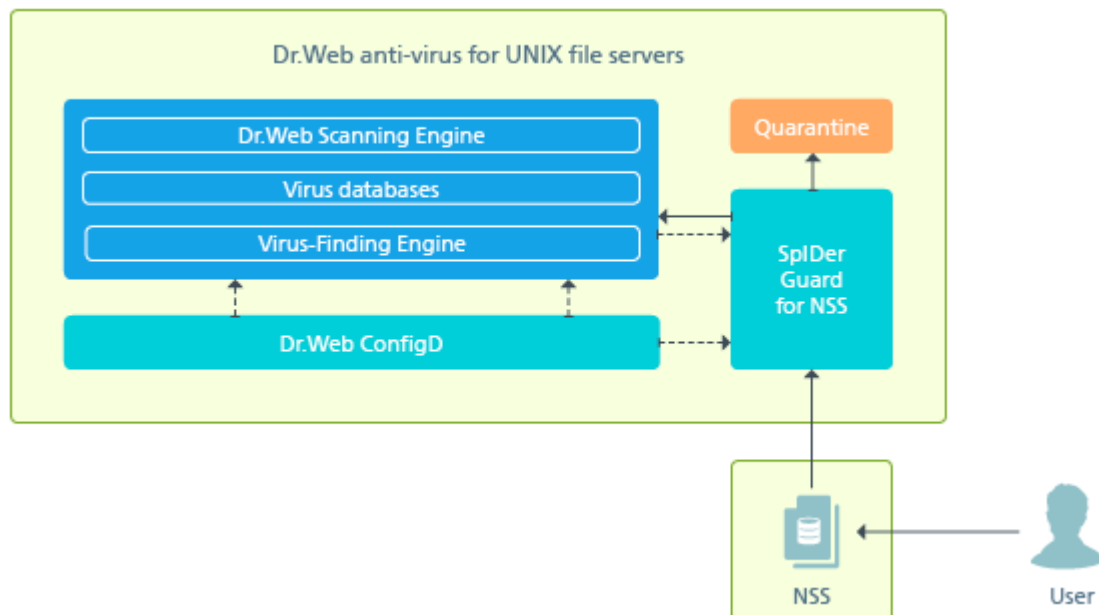 Dr.Web anti-virus for UNIX file servers
Dr.Web Scanning Engine
Quarantine
Virus databases
Virus-Finding Engine
SpIDer
Guard
for NSS
Dr.Web ConfigD
NSS
User